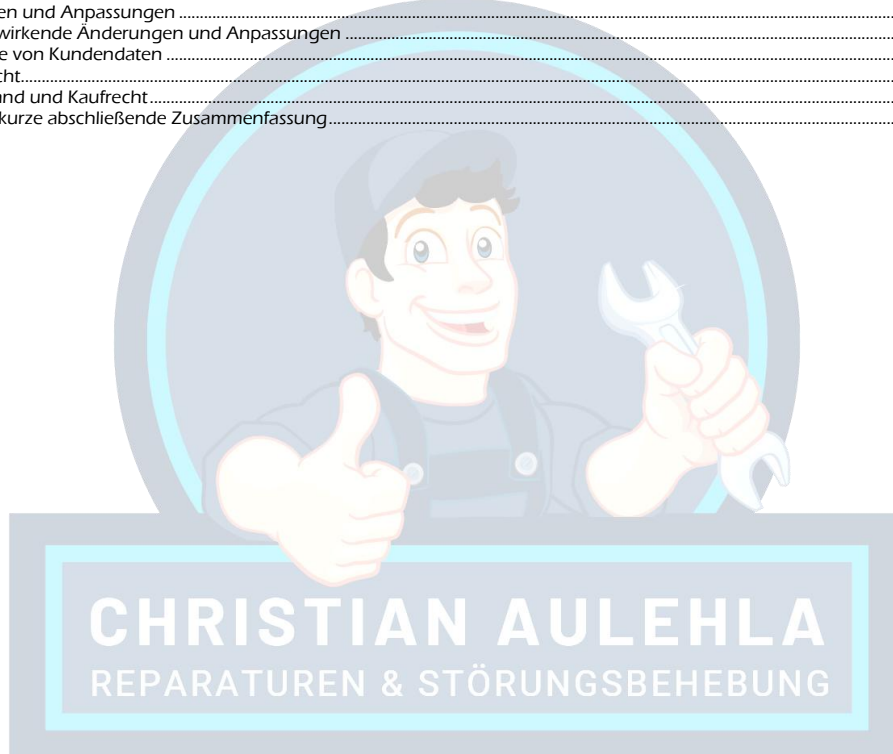 en und Anpassungen
wirkende Änderungen und Anpassungen
e von Kundendaten
cht
and und Kaufrecht
kurze abschließende Zusammenfassung
CHRISTIAN AULEHLA
REPARATUREN & STÖRUNGSBEHEBUNG